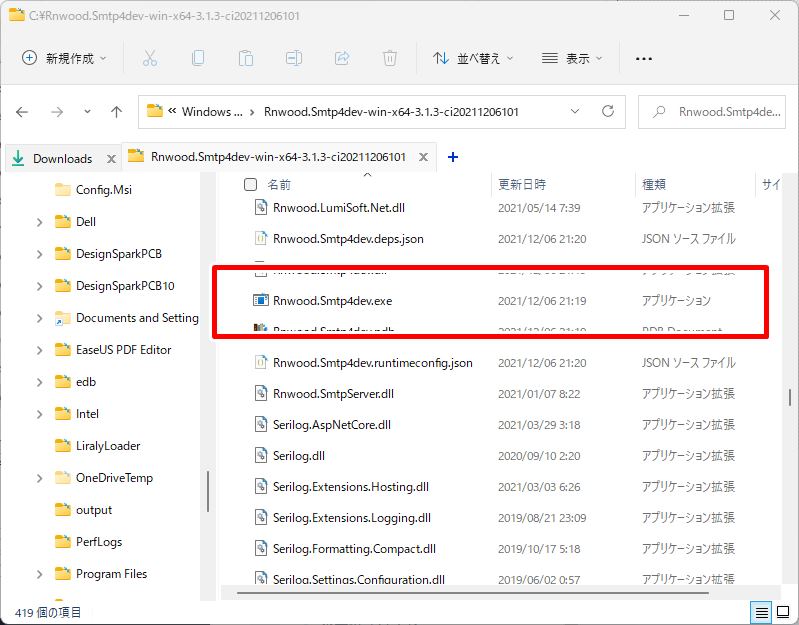 C:¥Rnwood.Smtp4dev-win-x64-3.1.3-ci20211206101
新規作成 並べ替え 表示
« Windows ... › Rnwood.Smtp4dev-win-x64-3.1.3-ci20211206101 Rnwood.Smtp4de...
Downloads Rnwood.Smtp4dev-win-x64-3.1.3-ci20211206101
名前 更新日時 種類 サイ
Config.Msi
Dell
DesignSparkPCB
DesignSparkPCB10
Documents and Setting
EaseUS PDF Editor
edb
Intel
LiralyLoader
OneDriveTemp
output
PerfLogs
Program Files
Rnwood.LumiSoft.Net.dll 2021/05/14 7:39 アプリケーション拡張
Rnwood.Smtp4dev.deps.json 2021/12/06 21:20 JSON ソース ファイル
Rnwood.Smtp4dev.exe 2021/12/06 21:19 アプリケーション
Rnwood.Smtp4dev.pdb 2021/12/06 21:19 PDB Document
Rnwood.Smtp4dev.runtimeconfig.json 2021/12/06 21:20 JSON ソース ファイル
Rnwood.SmtpServer.dll 2021/01/07 8:22 アプリケーション拡張
Serilog.AspNetCore.dll 2021/03/29 3:18 アプリケーション拡張
Serilog.dll 2020/09/10 2:20 アプリケーション拡張
Serilog.Extensions.Hosting.dll 2021/03/03 6:26 アプリケーション拡張
Serilog.Extensions.Logging.dll 2019/08/21 23:09 アプリケーション拡張
Serilog.Formatting.Compact.dll 2019/10/17 5:18 アプリケーション拡張
Serilog.Settings.Configuration.dll 2019/06/02 0:57 アプリケーション拡張
419 個の項目